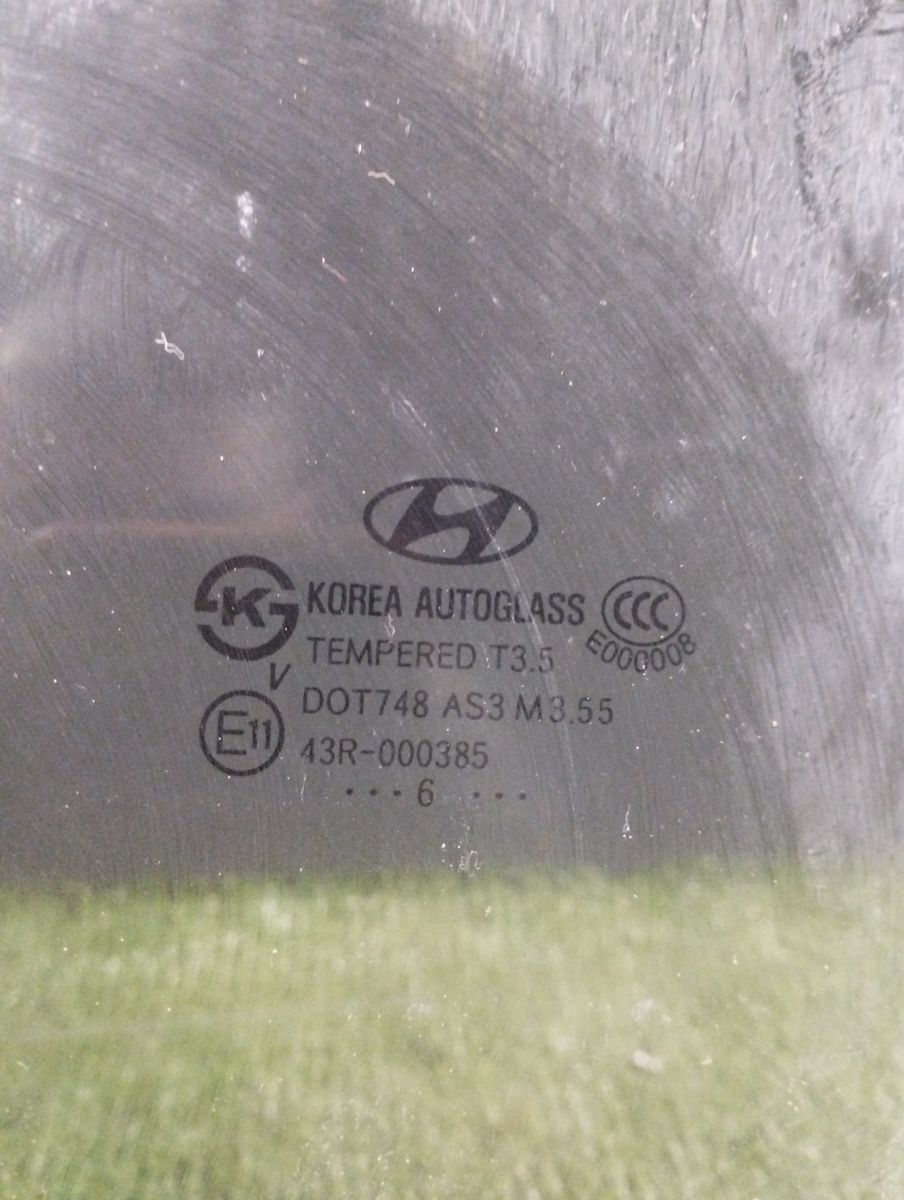 K KOREA AUTOGLASS CCC
TEMPERED T3.5 E000008
V
DOT748 AS3 M3.55
E11 43R-000385
··· 6 ···